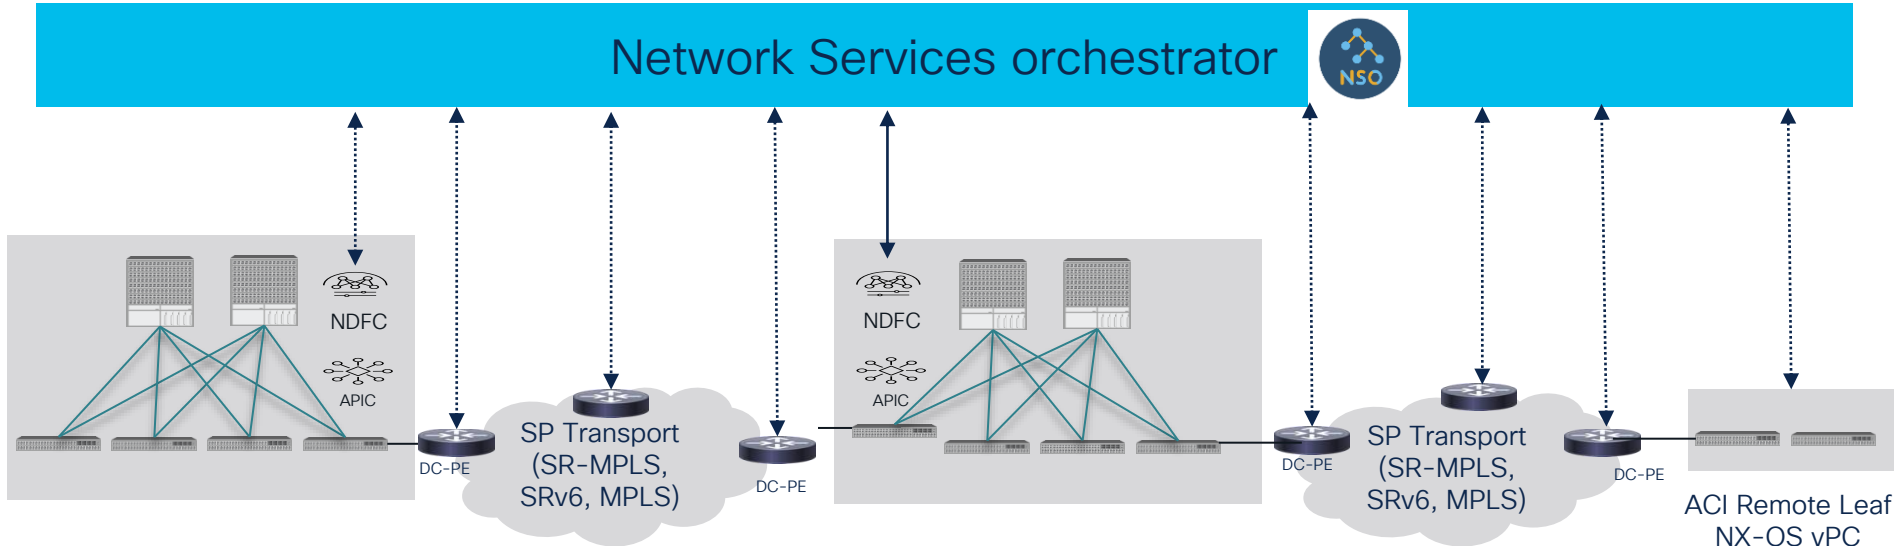 Network Services orchestrator
NSO
NDFC
APIC
DC-PE
SP Transport
(SR-MPLS,
SRv6, MPLS)
DC-PE
NDFC
APIC
DC-PE
SP Transport
(SR-MPLS,
SRv6, MPLS)
DC-PE
ACI Remote Leaf
NX-OS vPC